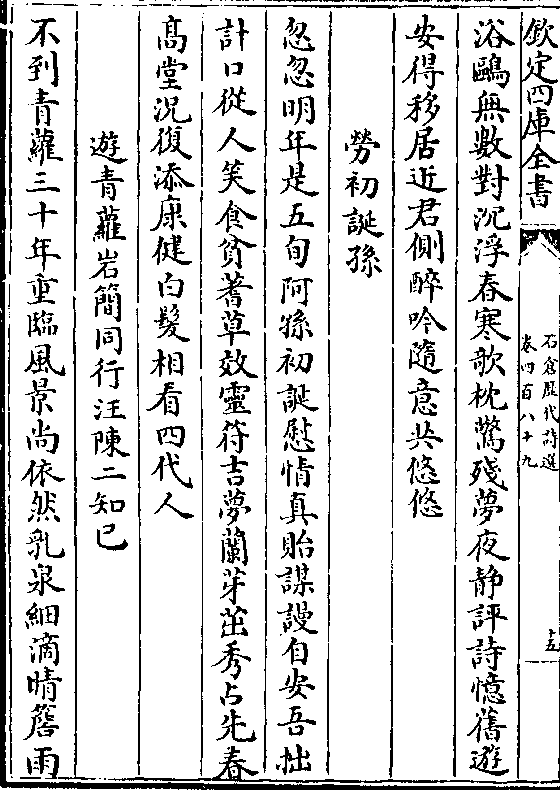 欽定四庫全書
石倉歷代詩選
卷四百八十九
十五
浴鷗無數對沉浮春寒欹枕驚殘夢夜静評詩憶舊遊
安得移居近君側醉吟隨意共悠悠
勞初誕孫
忽忽明年是五旬阿孫初誕慰情真貽謀謾自安吾拙
計口從人笑食貧蓍草效靈符吉夢蘭芽茁秀占先春
髙堂况復添康健白髮相看四代人
遊青蘿岩簡同行汪陳二知已
不到青蘿三十年重臨風景尚依然乳泉細滴晴簷雨